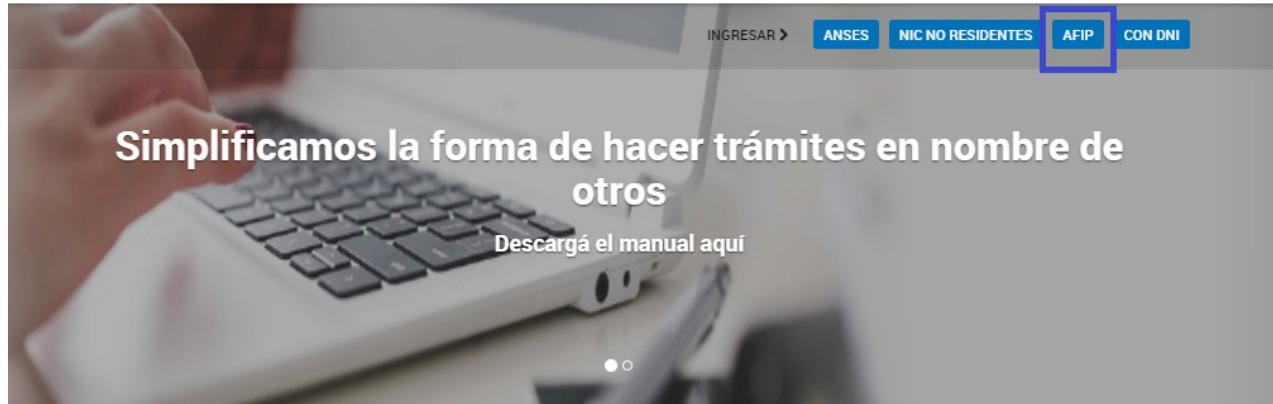 INGRESAR > ANSES NIC NO RESIDENTES AFIP CON DNI
Simplificamos la forma de hacer trámites en nombre de
otros
Descargá el manual aquí